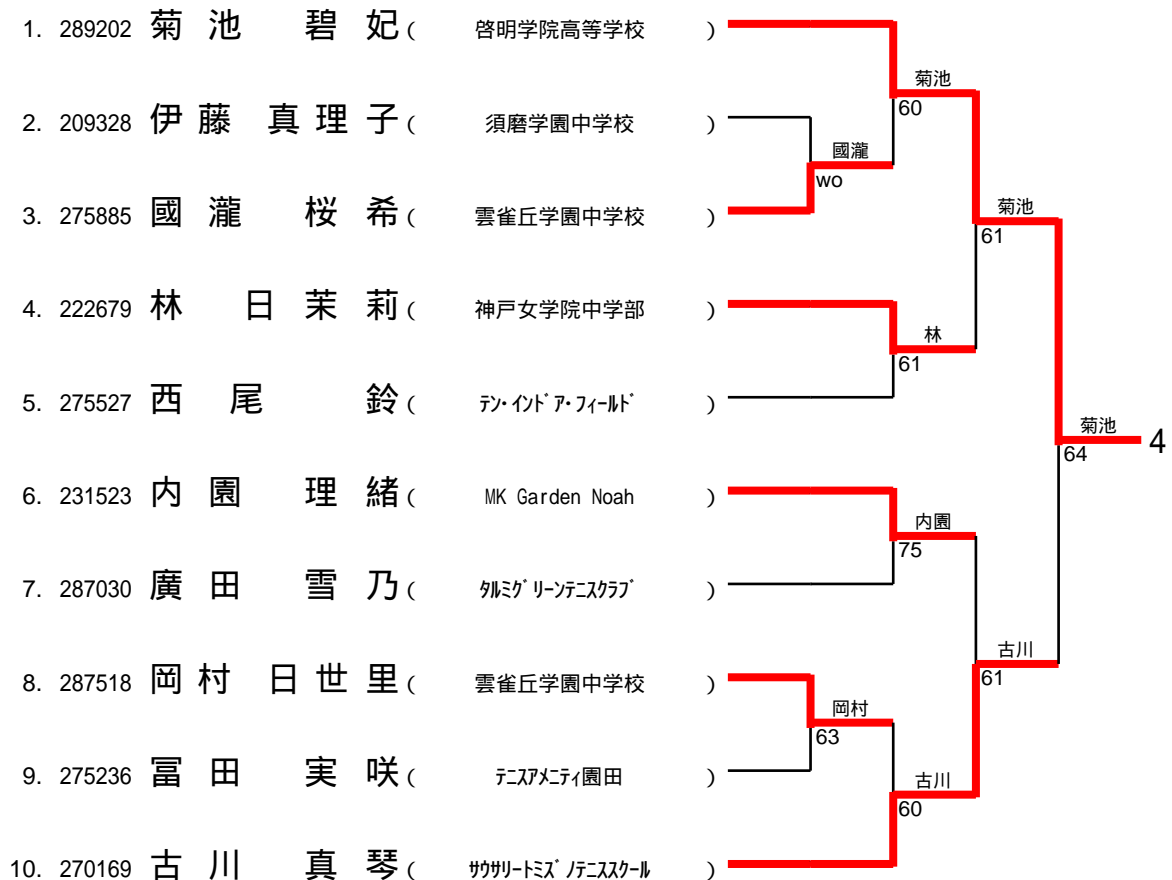 1. 289202 菊池 碧妃 ( 啓明学院高等学校 )
菊池
60
2. 209328 伊藤 真理子 ( 須磨学園中学校 )
國瀧
wo
3. 275885 國瀧 桜希 ( 雲雀丘学園中学校 )
菊池
61
4. 222679 林 日茉莉 ( 神戸女学院中学部 )
林
61
5. 275527 西尾 鈴 ( テン・インドア・フィールド )
菊池
64
4
6. 231523 内園 理緒 ( MK Garden Noah )
内園
75
7. 287030 廣田 雪乃 ( タルミグリーンテニスクラブ )
古川
61
8. 287518 岡村 日世里 ( 雲雀丘学園中学校 )
岡村
63
9. 275236 冨田 実咲 ( テニスアメニティ園田 )
古川
60
10. 270169 古川 真琴 ( サウサリートミズノテニススクール )